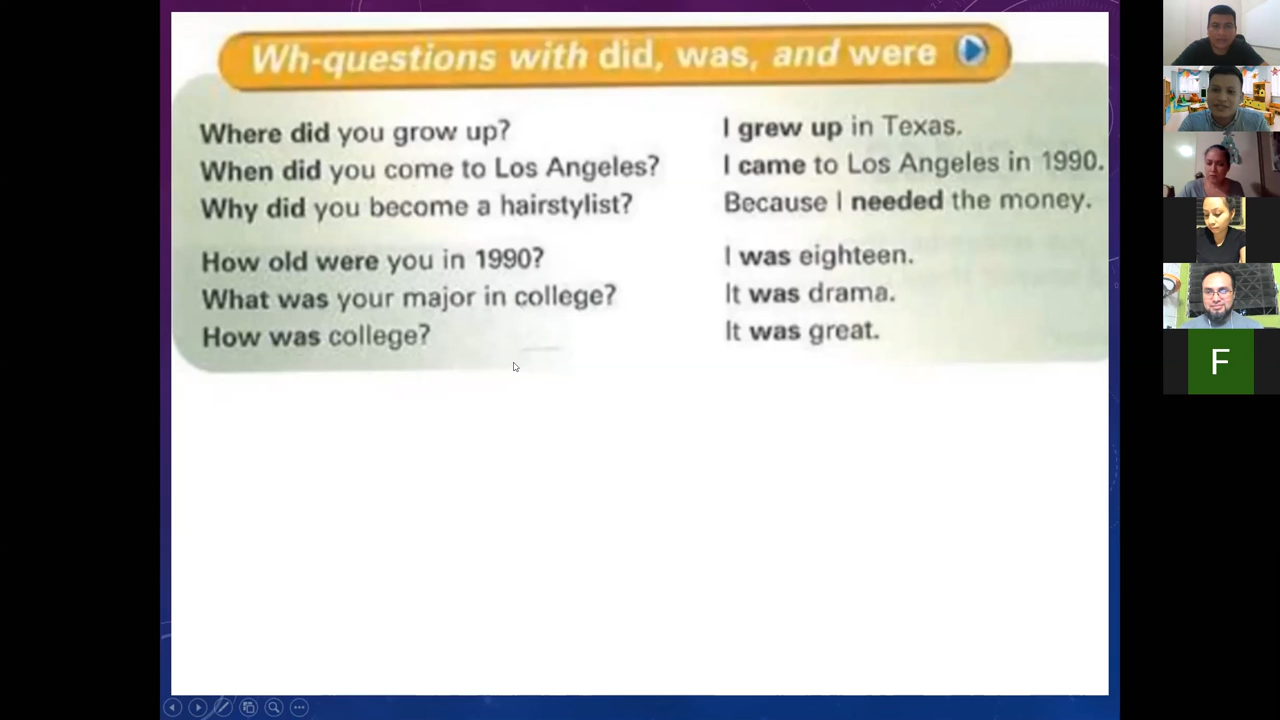 Wh-questions with did, was, and were
Where did you grow up? I grew up in Texas.
When did you come to Los Angeles? I came to Los Angeles in 1990.
Why did you become a hairstylist? Because I needed the money.
How old were you in 1990? I was eighteen.
What was your major in college? It was drama.
How was college? It was great.
F